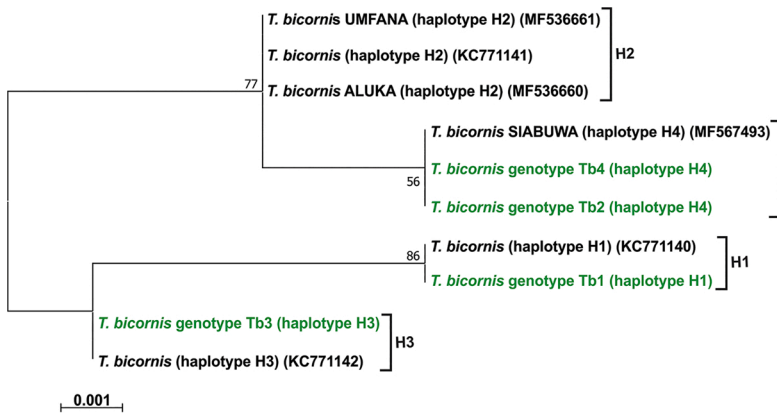 T. bicornis UMFANA (haplotype H2) (MF536661)
T. bicornis (haplotype H2) (KC771141)
H2
77
T. bicornis ALUKA (haplotype H2) (MF536660)
T. bicornis SIABUWA (haplotype H4) (MF567493)
T. bicornis genotype Tb4 (haplotype H4)
56
T. bicornis genotype Tb2 (haplotype H4)
T. bicornis (haplotype H1) (KC771140)
86
H1
T. bicornis genotype Tb1 (haplotype H1)
T. bicornis genotype Tb3 (haplotype H3)
H3
T. bicornis (haplotype H3) (KC771142)
0.001